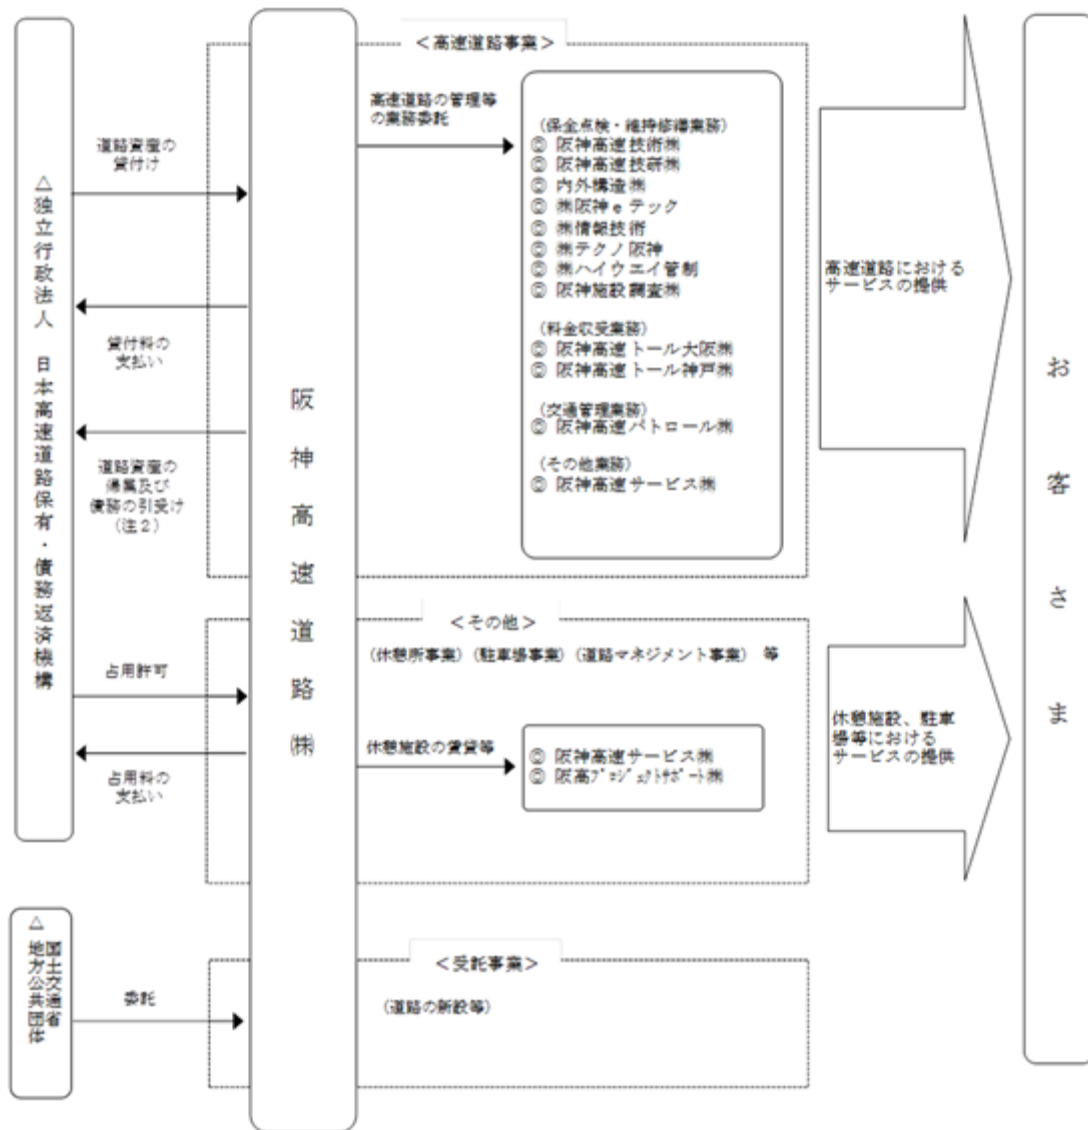 △独立行政法人　日本高速道路保有・債務返済機構
道路資産の
貸付け
貸付料の
支払い
道路資産の
帰属及び
債務の引受け
(注２)
占用許可
占用料の
支払い
△
国土交通省
地方公共団体
委託
阪神高速道路㈱
＜高速道路事業＞
高速道路の管理等
の業務委託
(保全点検・維持修繕業務)
◎ 阪神高速技術㈱
◎ 阪神高速技研㈱
◎ 内外構造㈱
◎ ㈱阪神ｅテック
◎ ㈱情報技術
◎ ㈱テクノ阪神
◎ ㈱ハイウエイ管制
◎ 阪神施設調査㈱
(料金収受業務)
◎ 阪神高速トール大阪㈱
◎ 阪神高速トール神戸㈱
(交通管理業務)
◎ 阪神高速パトロール㈱
(その他業務)
◎ 阪神高速サービス㈱
高速道路における
サービスの提供
＜その他＞
(休憩所事業) (駐車場事業) (道路マネジメント事業)　等
休憩施設の賃貸等
◎ 阪神高速サービス㈱
◎ 阪高ﾌﾟﾛｼﾞｪｸﾄｻﾎﾟｰﾄ㈱
休憩施設、駐車
場等における
サービスの提供
＜受託事業＞
(道路の新設等)
お客さま